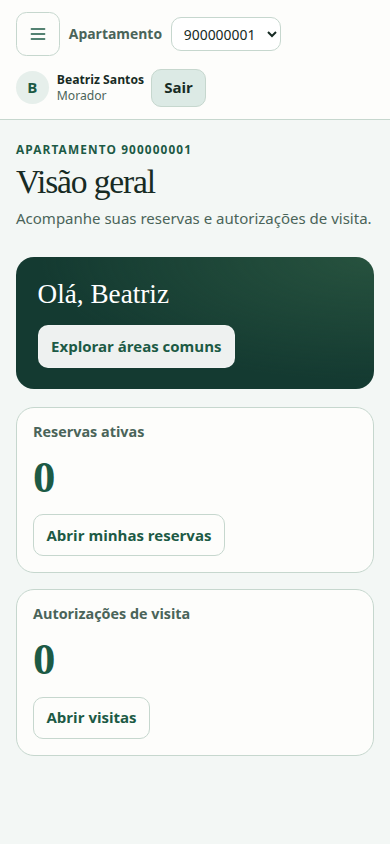 Apartamento 900000001
B Beatriz Santos Sair
Morador
APARTAMENTO 900000001
Visão geral
Acompanhe suas reservas e autorizações de visita.
Olá, Beatriz
Explorar áreas comuns
Reservas ativas
0
Abrir minhas reservas
Autorizações de visita
0
Abrir visitas